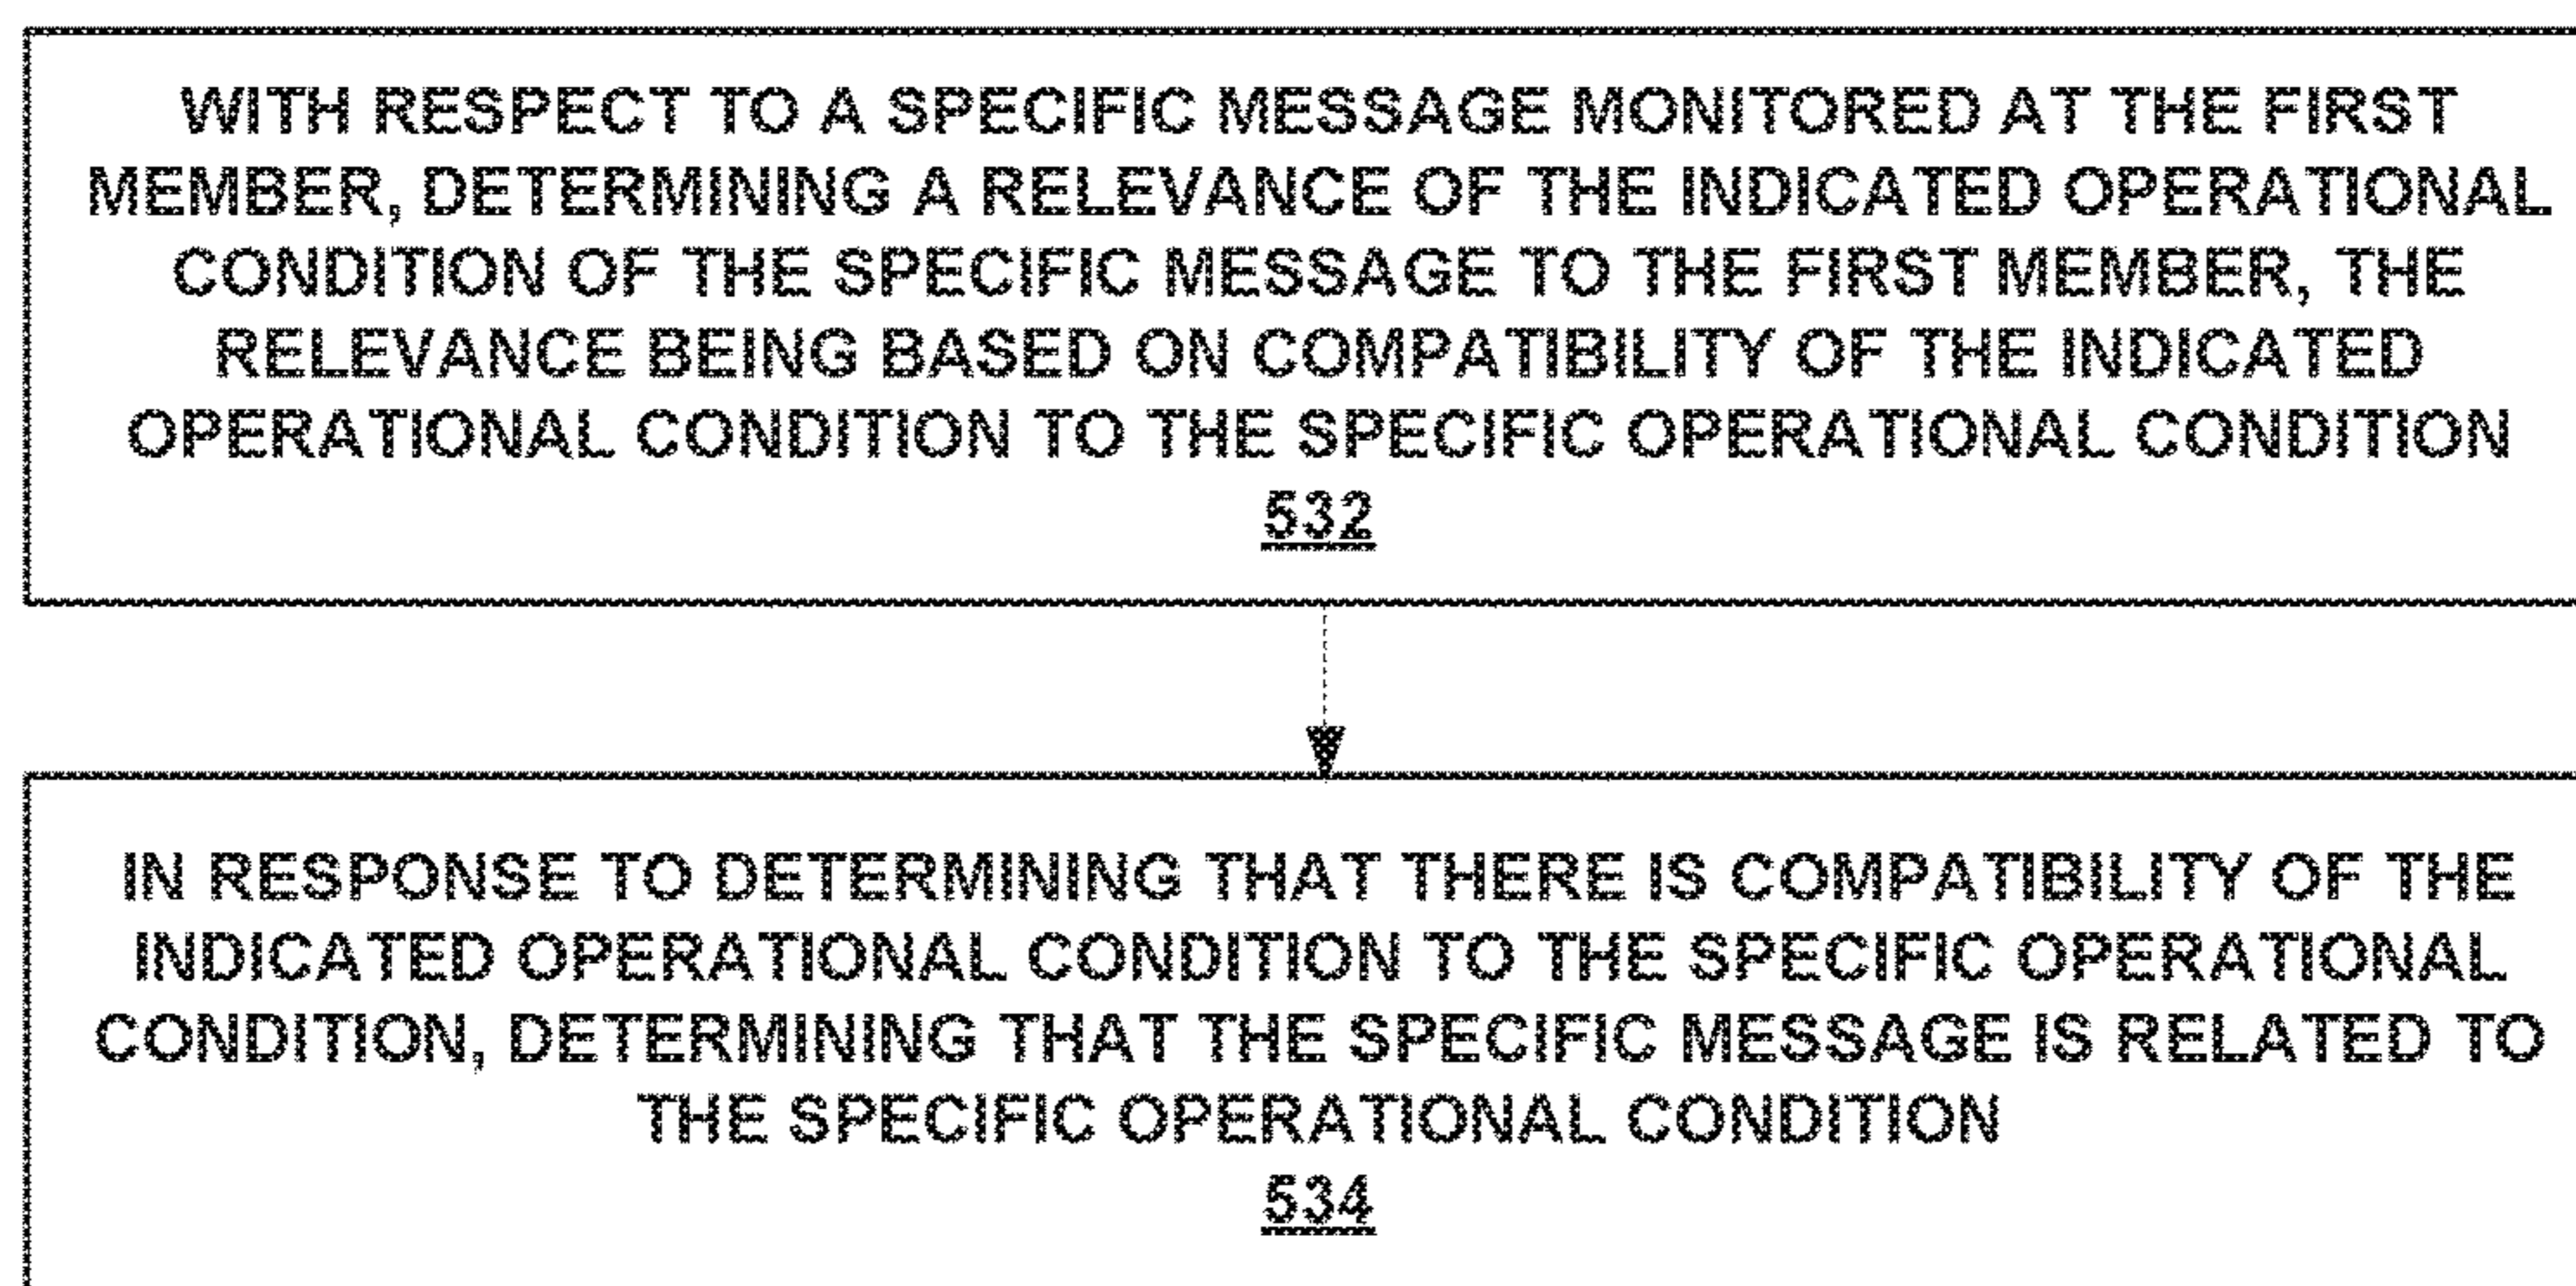 WITH RESPECT TO A SPECIFIC MESSAGE MONITORED AT THE FIRST
MEMBER, DETERMINING A RELEVANCE OF THE INDICATED OPERATIONAL
CONDITION OF THE SPECIFIC MESSAGE TO THE FIRST MEMBER, THE
RELEVANCE BEING BASED ON COMPATIBILITY OF THE INDICATED
OPERATIONAL CONDITION TO THE SPECIFIC OPERATIONAL CONDITION
532
IN RESPONSE TO DETERMINING THAT THERE IS COMPATIBILITY OF THE
INDICATED OPERATIONAL CONDITION TO THE SPECIFIC OPERATIONAL
CONDITION, DETERMINING THAT THE SPECIFIC MESSAGE IS RELATED TO
THE SPECIFIC OPERATIONAL CONDITION
534